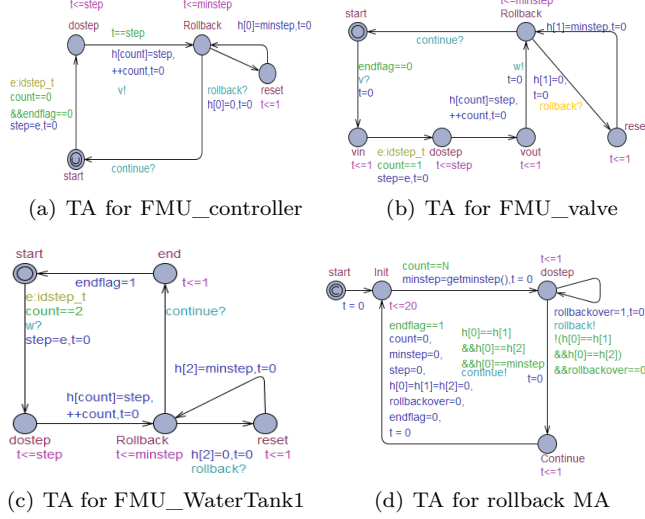 t<=step
t<=minstep
dostep
Rollback
h[0]=minstep,t=0
t==step
h[count]=step,
++count,t=0
v!
e:idstep_t
count==0
&&endflag==0
step=e,t=0
rollback?
h[0]=0,t=0
reset
t<=1
continue?
start
(a) TA for FMU_controller
start
t<=minstep
Rollback
h[1]=minstep,t=0
continue?
endflag==0
v?
t=0
w!
t=0
h[1]=0,
t=0
rollback?
h[count]=step,
++count,t=0
reset
t<=1
vin
t<=1
e:idstep_t
count==1
step=e,t=0
dostep
t<=step
vout
t<=1
(b) TA for FMU_valve
start
end
t<=1
endflag=1
e:idstep_t
count==2
w?
step=e,t=0
continue?
h[2]=minstep,t=0
h[count]=step,
++count,t=0
dostep
t<=step
Rollback
t<=minstep
h[2]=0,t=0
rollback?
reset
t<=1
(c) TA for FMU_WaterTank1
start
t = 0
Init
t<=20
count==N
minstep=getminstep(),t = 0
t<=1
dostep
rollbackover=1,t=0
rollback!
!(h[0]==h[1]
&&h[0]==h[2])
&&rollbackover==0
endflag==1
count=0,
minstep=0,
step=0,
h[0]=h[1]=h[2]=0,
rollbackover=0,
endflag=0,
t = 0
h[0]==h[1]
&&h[0]==h[2]
&&h[0]==minstep
continue!
t=0
Continue
t<=1
(d) TA for rollback MA